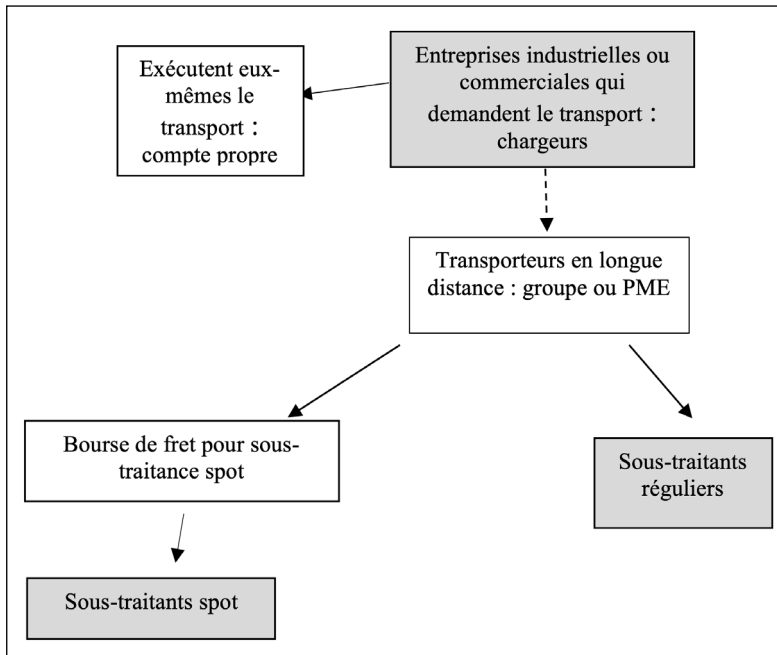 Exécutent eux-
mêmes le
transport :
compte propre
Entreprises industrielles ou
commerciales qui
demandent le transport :
chargeurs
Transporteurs en longue
distance : groupe ou PME
Bourse de fret pour sous-
traitance spot
Sous-traitants
réguliers
Sous-traitants spot